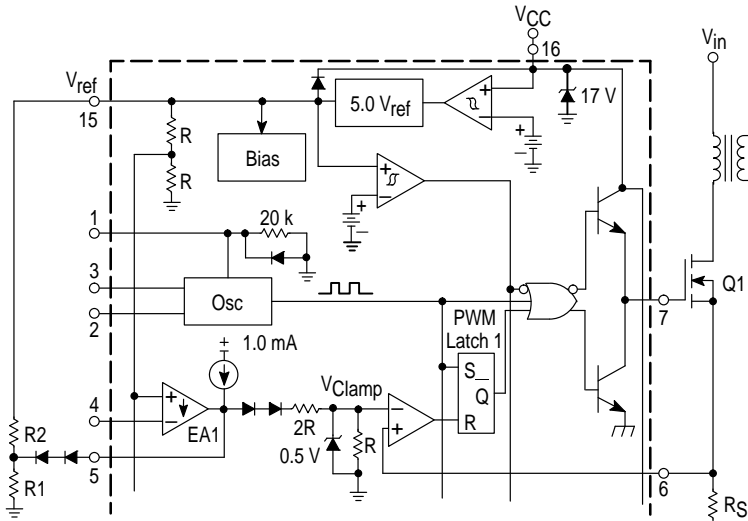 VCC
16
Vin
Vref
15
5.0 Vref
17 V
R
R
Bias
+
–
+
–
+
–
+
–
1
20 k
3
2
Osc
Q1
7
PWM
Latch 1
+
1.0 mA
VClamp
S
Q
R
4
+
–
EA1
2R
R
0.5 V
–
+
R2
5
R1
6
RS